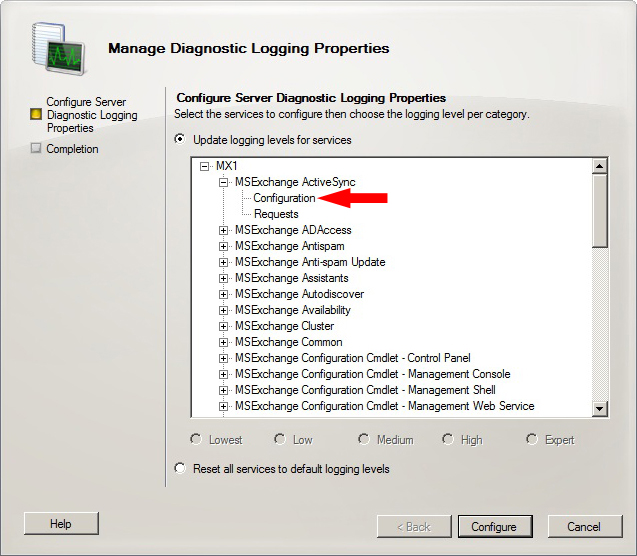 Manage Diagnostic Logging Properties
Configure Server
Diagnostic Logging
Properties
Completion
Configure Server Diagnostic Logging Properties
Select the services to configure then choose the logging level per category.
Update logging levels for services
MX1
MSExchange ActiveSync
Configuration
Requests
MSExchange ADAccess
MSExchange Antispam
MSExchange Anti-spam Update
MSExchange Assistants
MSExchange Autodiscover
MSExchange Availability
MSExchange Cluster
MSExchange Common
MSExchange Configuration Cmdlet - Control Panel
MSExchange Configuration Cmdlet - Management Console
MSExchange Configuration Cmdlet - Management Shell
MSExchange Configuration Cmdlet - Management Web Service
Lowest Low Medium High Expert
Reset all services to default logging levels
Help < Back Configure Cancel